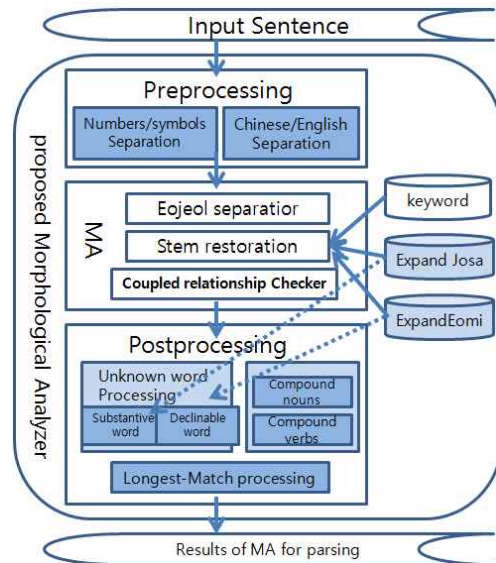 Input Sentence
Preprocessing
Numbers/symbols
Separation
Chinese/English
Separation
proposed Morphological Analyzer
MA
Eojeol separatior
Stem restoration
Coupled relationship Checker
keyword
Expand Josa
ExpandEomi
Postprocessing
Unknown word
Processing
Substantive
word
Declinable
word
Compound
nouns
Compound
verbs
Longest-Match processing
Results of MA for parsing